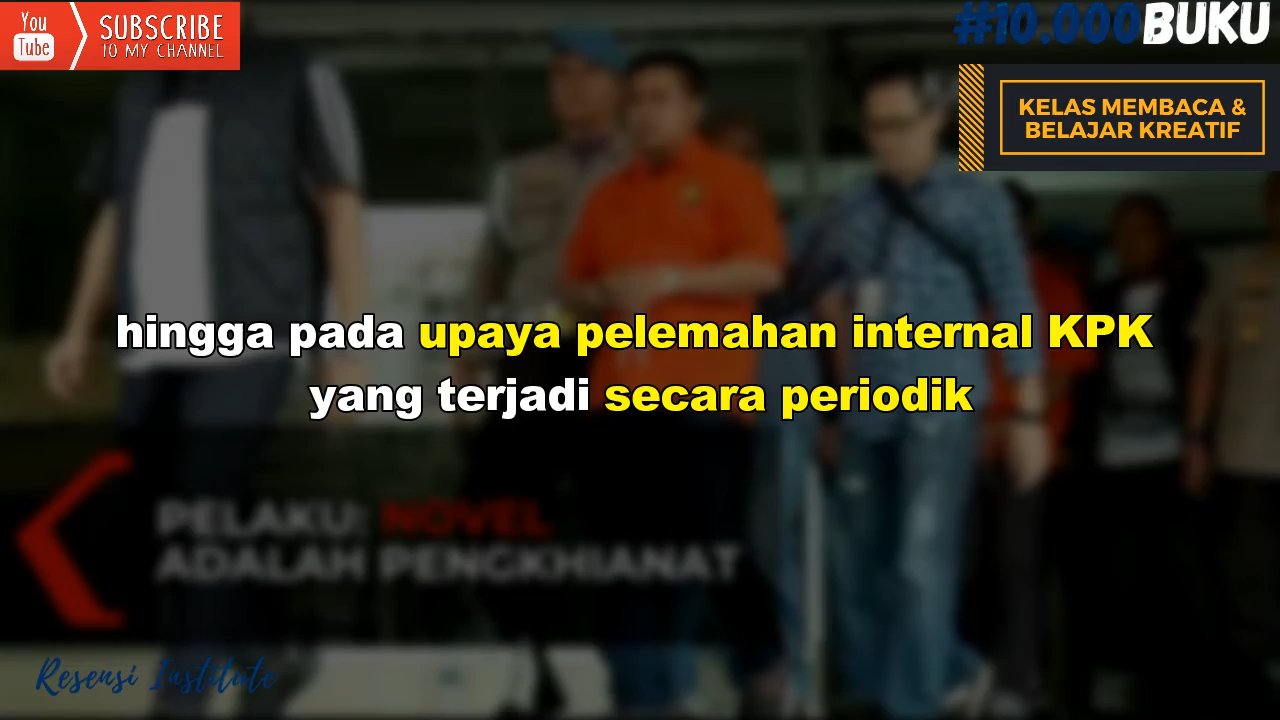 You
Tube
SUBSCRIBE
TO MY CHANNEL
#10.000BUKU
KELAS MEMBACA &
BELAJAR KREATIF
hingga pada upaya pelemahan internal KPK
yang terjadi secara periodik
PELAKU: NOVEL
ADALAH PENGKHIANAT
Resensi Institute